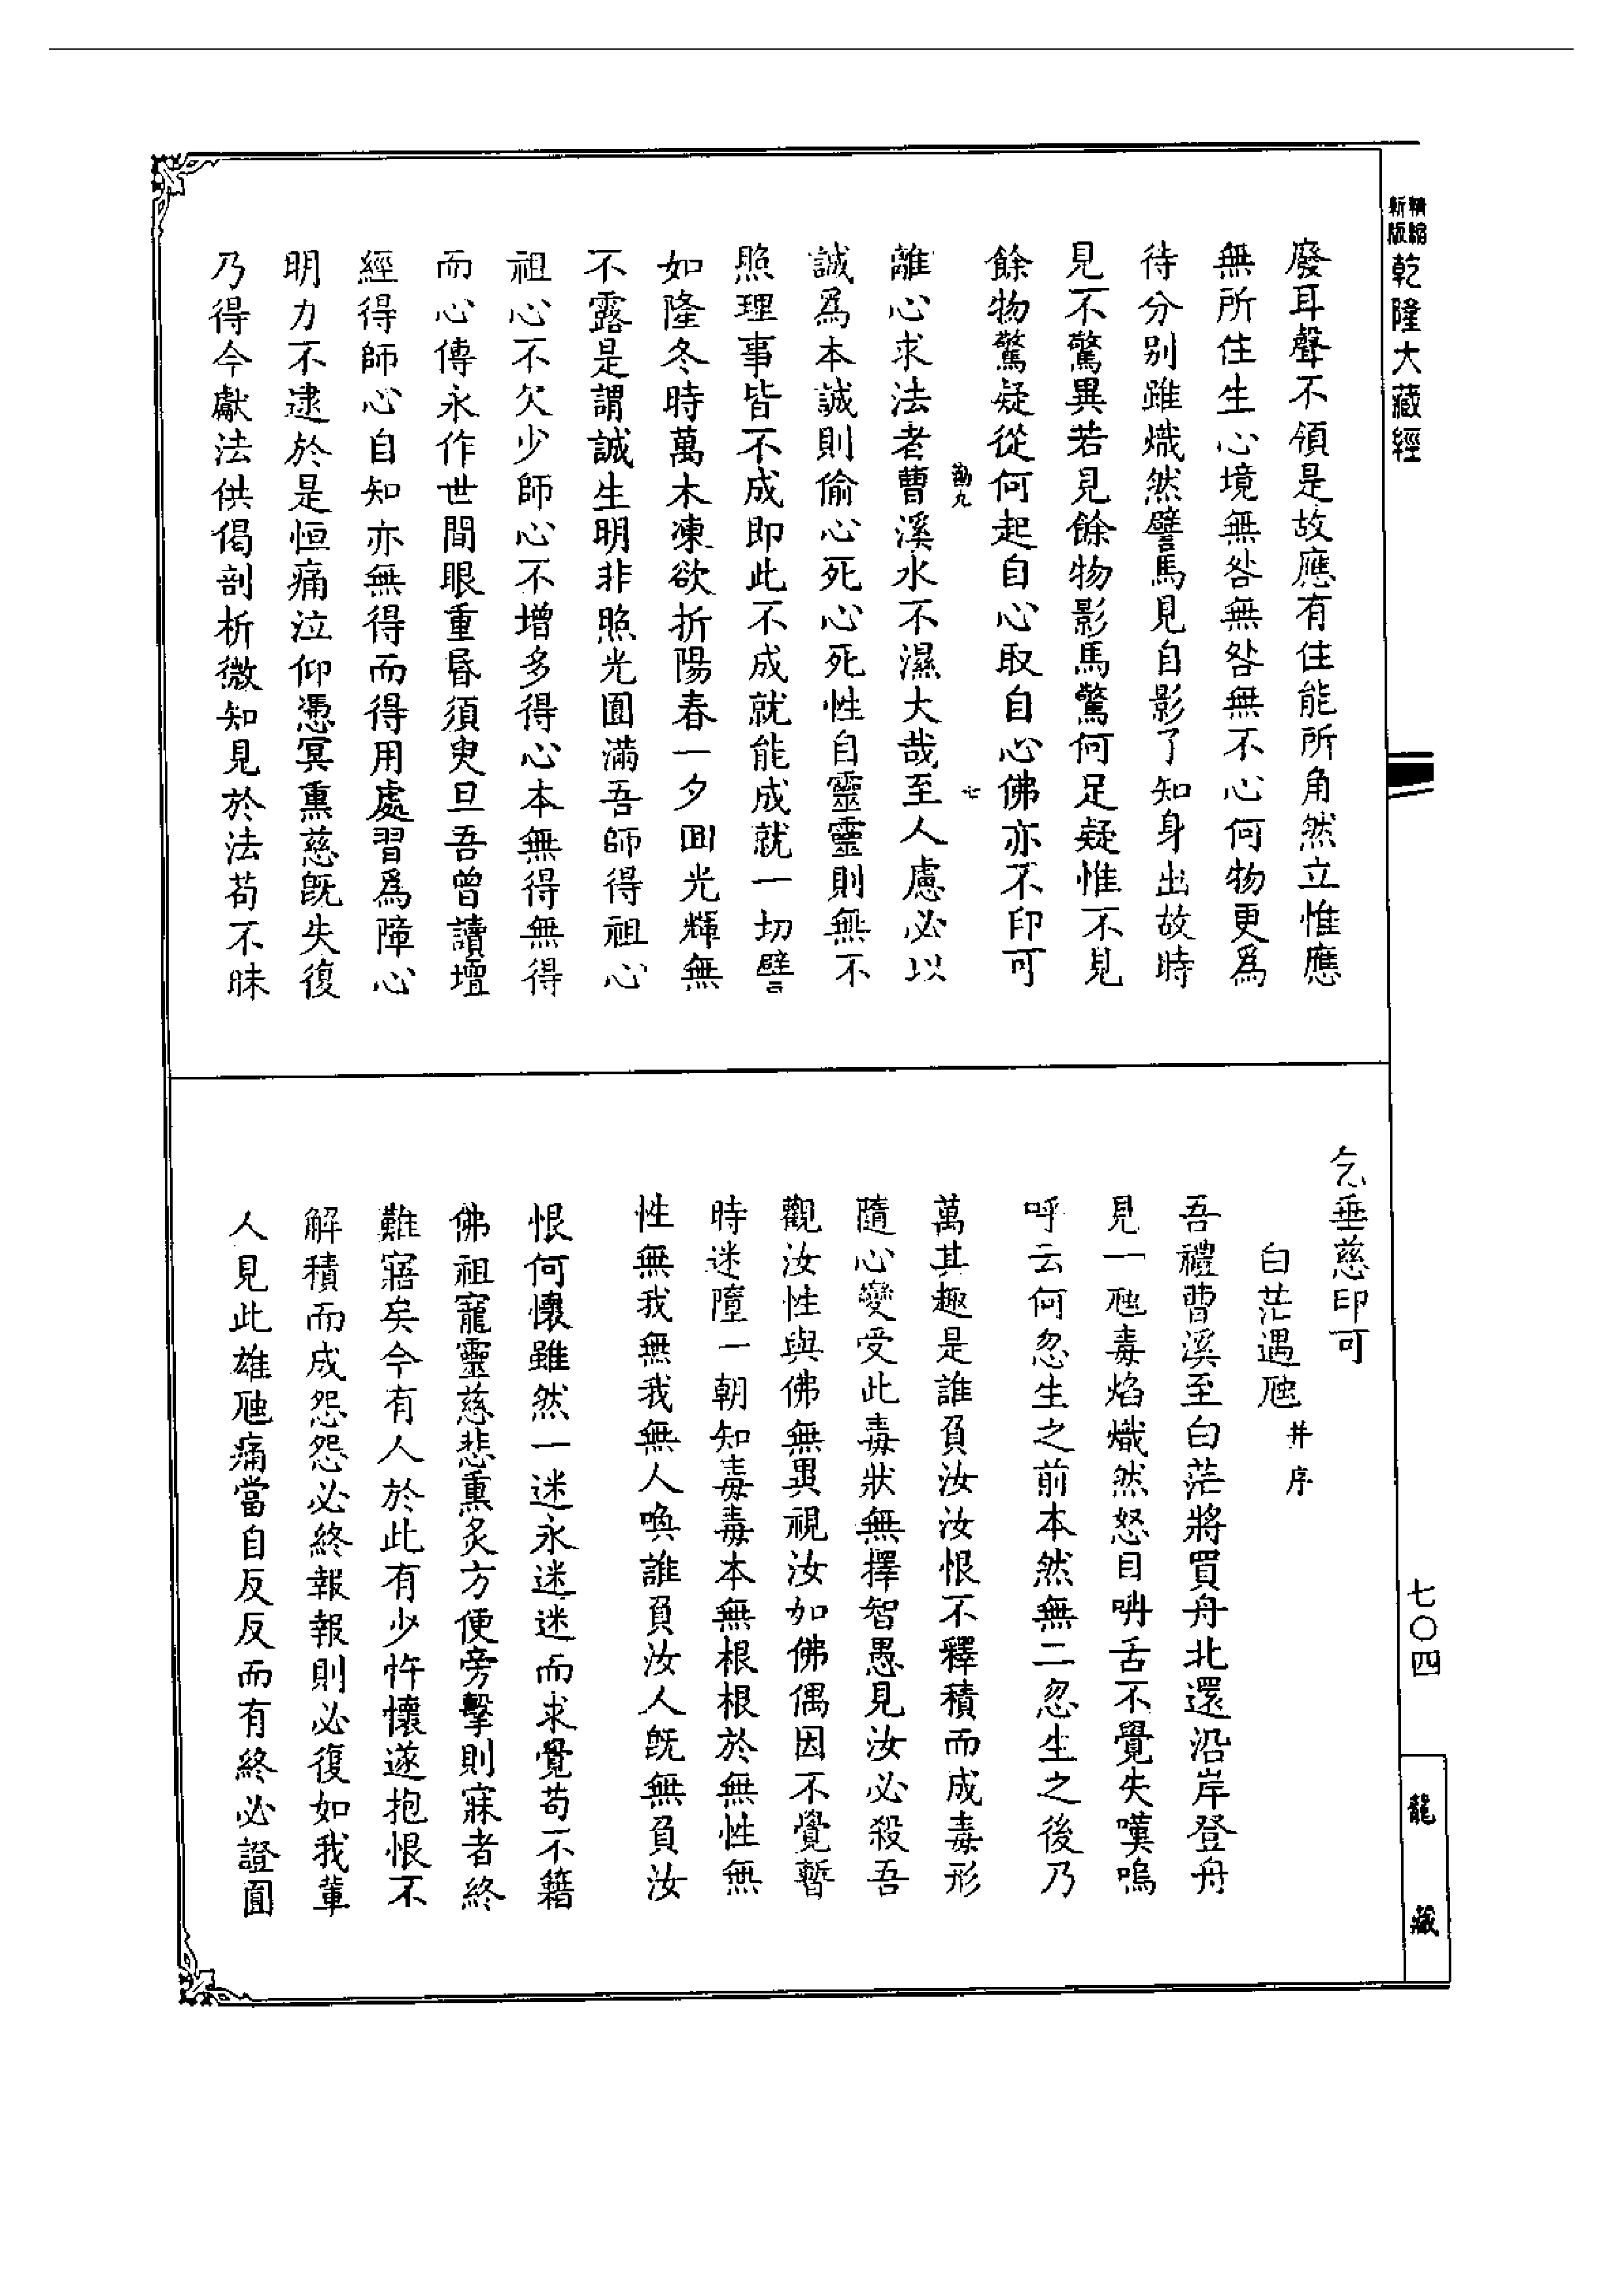 精縮
新版
乾隆大藏經
廢耳聲不領是故應有住能所角然立惟應
無所住生心境無咎無咎無不心何物更爲
待分別雖熾然譬馬見自影了知身出故時
見不驚異若見餘物影馬驚何足疑惟不見
餘物驚疑從何起自心取自心佛亦不印可
勤九
七
離心求法者曹溪水不濕大哉至人慮必以
誠爲本誠則偷心死心死性自靈靈則無不
照理事皆不成即此不成就能成就一切譬
如隆冬時萬木凍欲折陽春一夕回光輝無
不露是謂誠生明非照光圓滿吾師得祖心
祖心不欠少師心不增多得心本無得無得
而心傳永作世間眼重昏須臾旦吾曾讀壇
經得師心自知亦無得而得用處習爲障心
明力不逮於是恒痛泣仰憑冥熏慈既失復
乃得今獻法供偈剖析微知見於法苟不昧
乞垂慈印可
白茫遇虺并序
吾禮曹溪至白茫將買舟北還沿岸登舟
見一虺毒焰熾然怒目呥舌不覺失嘆嗚
呼云何忽生之前本然無二忽生之後乃
萬其趣是誰負汝汝恨不釋積而成毒形
隨心變受此毒狀無擇智愚見汝必殺吾
觀汝性與佛無異視汝如佛偶因不覺暫
時迷墮一朝知毒毒本無根根於無性無
性無我無我無人喚誰負汝人既無負汝
恨何懷雖然一迷永迷迷而求覺苟不藉
佛祖寵靈慈悲熏炙方便旁擊則寐者終
難寤矣今有人於此有少忤懷遂抱恨不
解積而成怨怨必終報報則必復如我輩
人見此雄虺痛當自反反而有終必證圓
七〇四
龍藏